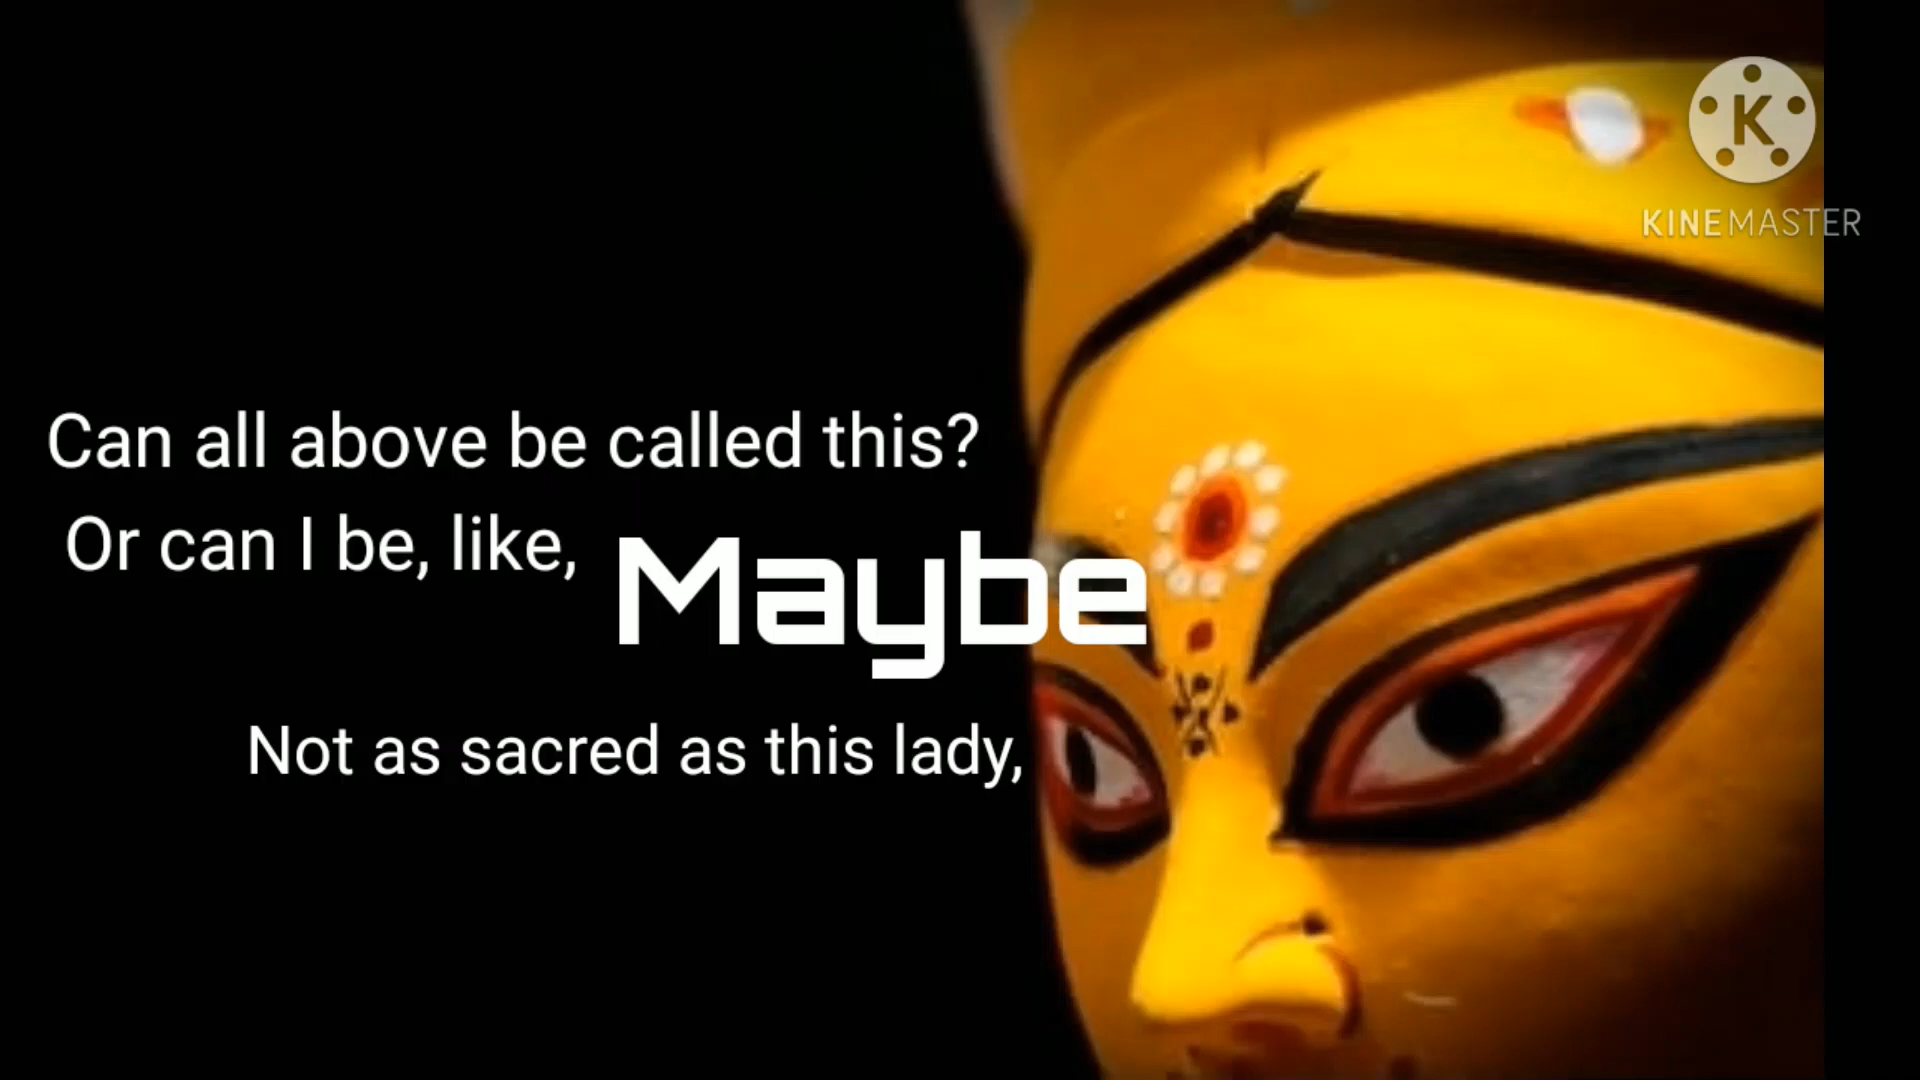 K
KINEMASTER
Can all above be called this?
Or can I be, like,
Maybe
Not as sacred as this lady,